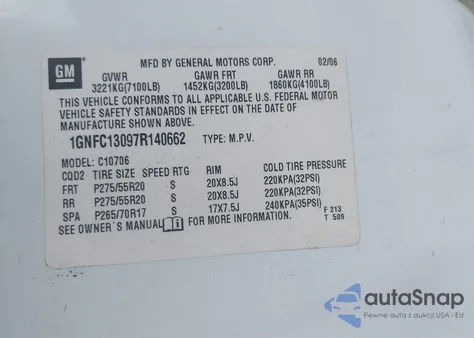 GM
MFD BY GENERAL MOTORS CORP. 02/06
GVWR GAWR FRT GAWR RR
3221KG(7100LB) 1452KG(3200LB) 1860KG(4100LB)
THIS VEHICLE CONFORMS TO ALL APPLICABLE U.S. FEDERAL MOTOR
VEHICLE SAFETY STANDARDS IN EFFECT ON THE DATE OF
MANUFACTURE SHOWN ABOVE.
1GNFC13097R140662 TYPE: M.P.V.
MODEL: C10706
CQD2 TIRE SIZE SPEED RTG RIM COLD TIRE PRESSURE
FRT P275/55R20 S 20X8.5J 220KPA(32PSI)
RR P275/55R20 S 20X8.5J 220KPA(32PSI)
SPA P265/70R17 S 17X7.5J 240KPA(35PSI)
SEE OWNER'S MANUAL FOR MORE INFORMATION.
F 213
T 509
autoSnap
Pewne auta z aukcji USA - EU